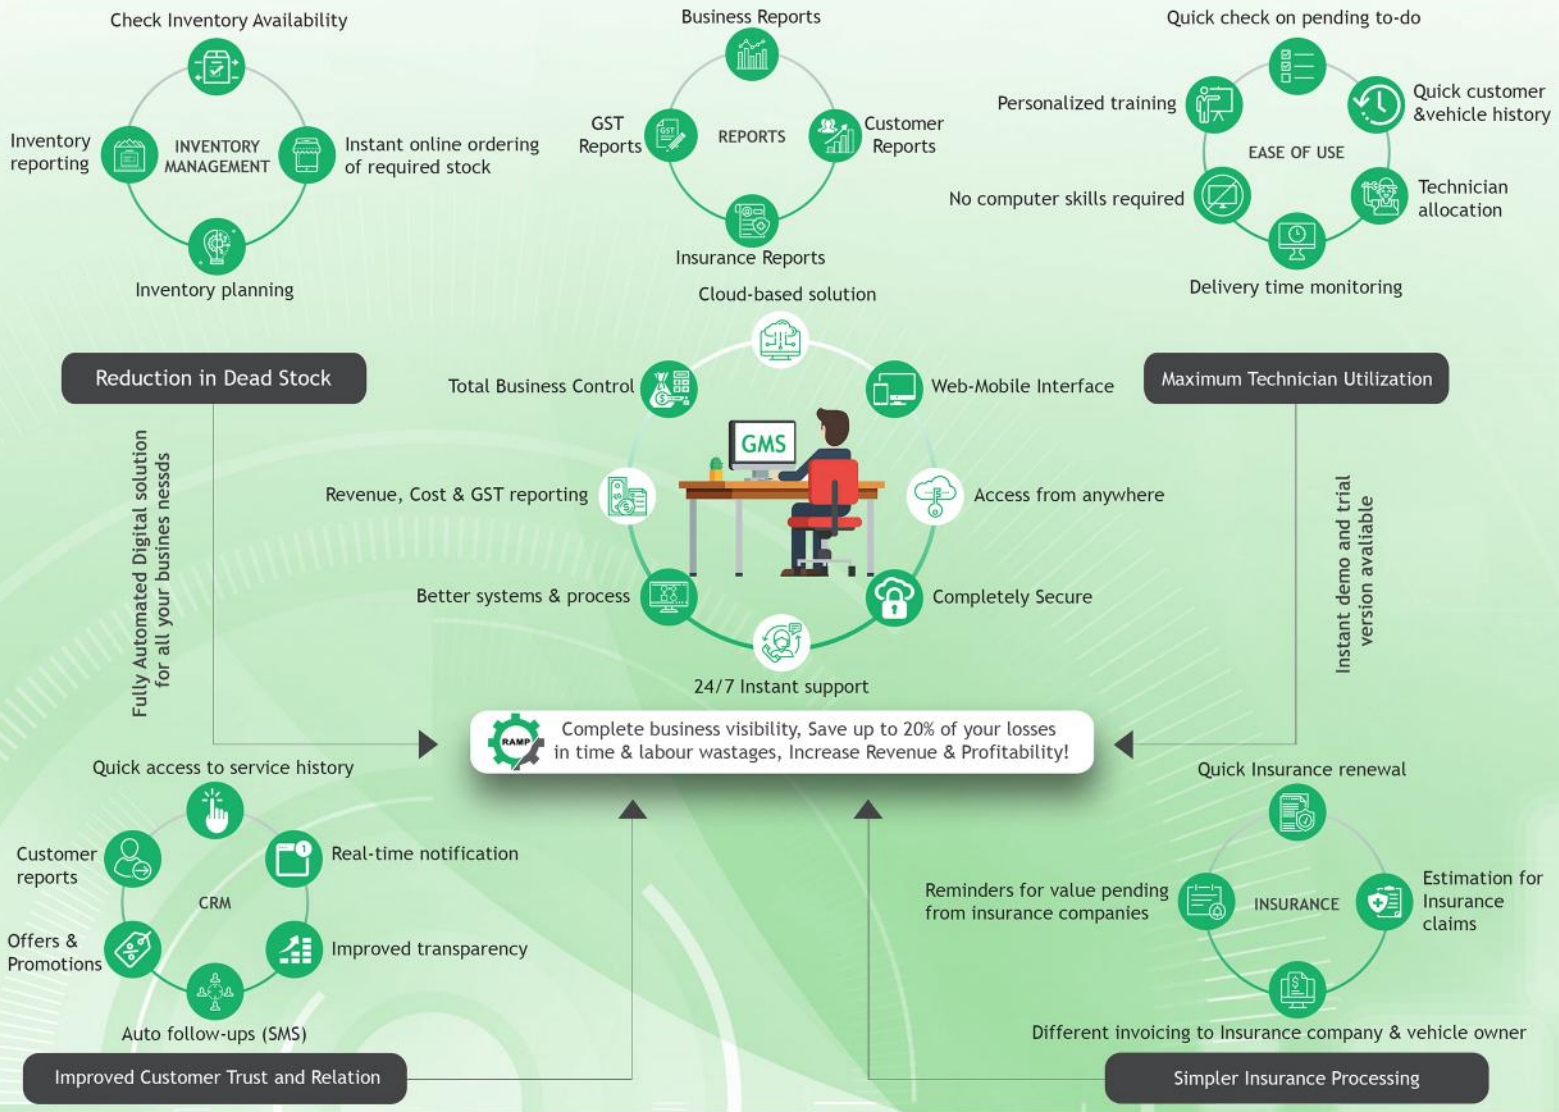 Check Inventory Availability
Inventory
reporting
INVENTORY
MANAGEMENT
Instant online ordering
of required stock
Inventory planning
Business Reports
GST
Reports
GST
REPORTS
Customer
Reports
Insurance Reports
Quick check on pending to-do
Personalized training
Quick customer
&vehicle history
EASE OF USE
No computer skills required
Technician
allocation
Delivery time monitoring
Reduction in Dead Stock
Cloud-based solution
Total Business Control
Web-Mobile Interface
GMS
Revenue, Cost & GST reporting
Access from anywhere
Better systems & process
Completely Secure
24/7 Instant support
Maximum Technician Utilization
Fully Automated Digital solution
for all your busines nessds
Instant demo and trial
version avaliable
RAMP
Complete business visibility, Save up to 20% of your losses
in time & labour wastages, Increase Revenue & Profitability!
Quick access to service history
Customer
reports
1
Real-time notification
CRM
Offers &
Promotions
Improved transparency
Auto follow-ups (SMS)
Improved Customer Trust and Relation
Quick Insurance renewal
Reminders for value pending
from insurance companies
INSURANCE
Estimation for
Insurance
claims
Different invoicing to Insurance company & vehicle owner
Simpler Insurance Processing